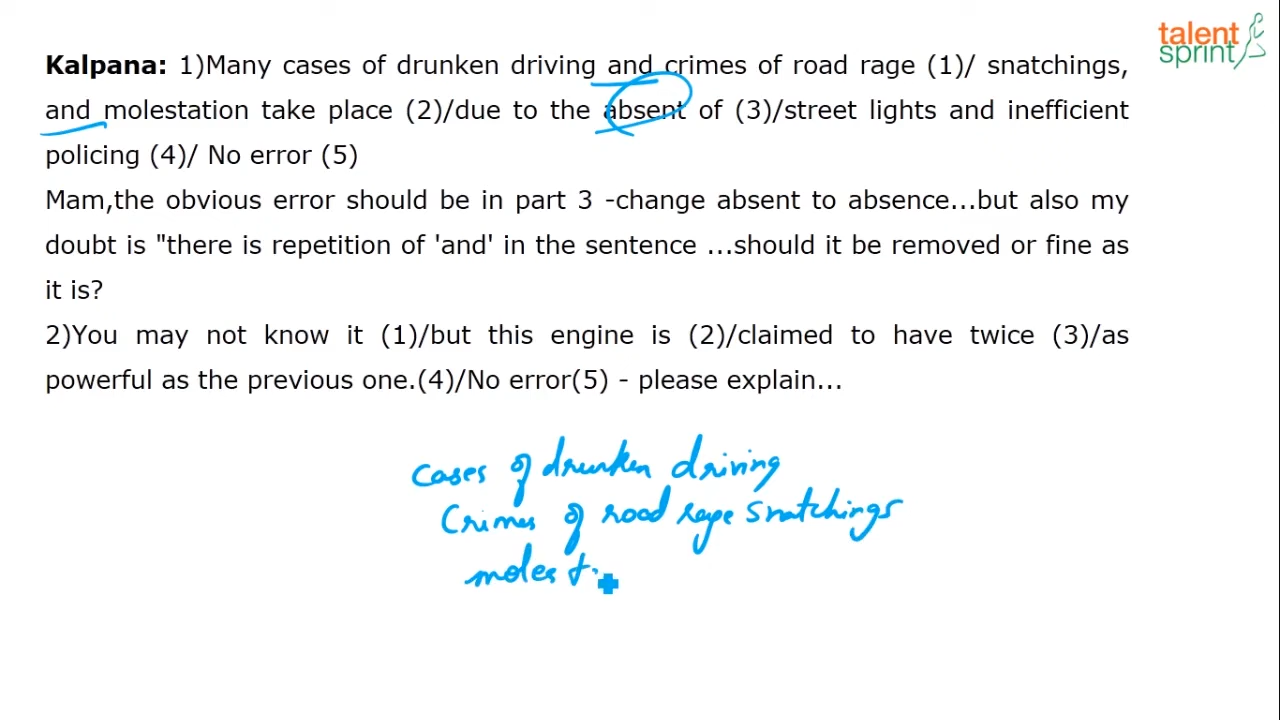 talent
sprint
Kalpana: 1)Many cases of drunken driving and crimes of road rage (1)/ snatchings,
and molestation take place (2)/due to the absent of (3)/street lights and inefficient
policing (4)/ No error (5)
Mam,the obvious error should be in part 3 -change absent to absence...but also my
doubt is "there is repetition of 'and' in the sentence ...should it be removed or fine as
it is?
2)You may not know it (1)/but this engine is (2)/claimed to have twice (3)/as
powerful as the previous one.(4)/No error(5) - please explain...
cases of drunken driving
Crimes of road rage snatchings
molest